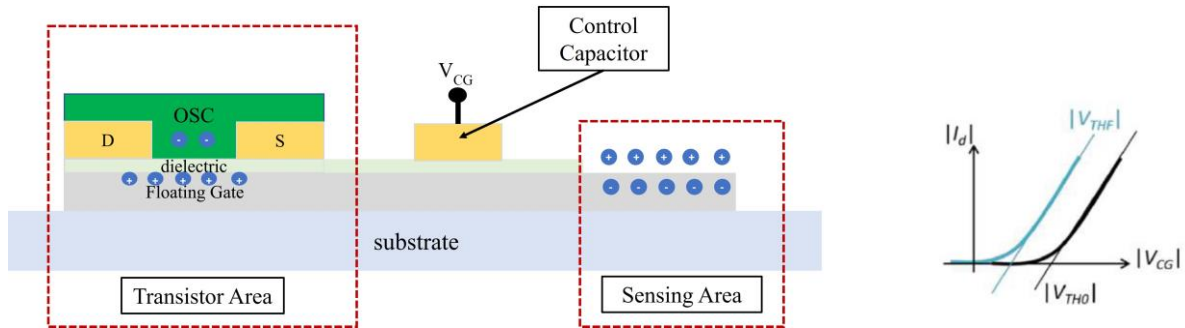 Control
Capacitor
V_CG
OSC
D
S
dielectric
Floating Gate
substrate
Transistor Area
Sensing Area
|V_THF|
|I_d|
|V_CG|
|V_TH0|
+ + + + +
- - - - -
- -
+ + + + +